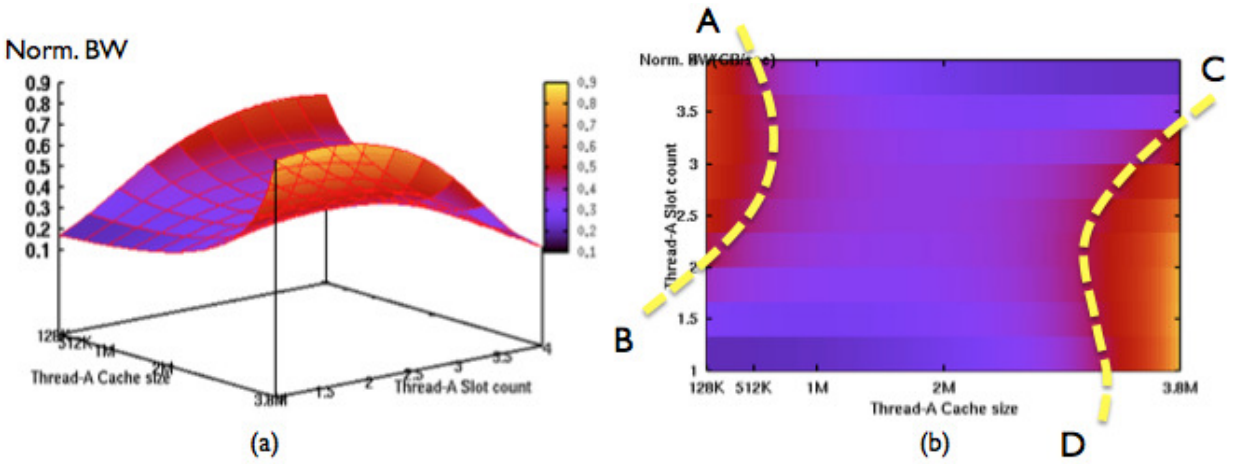 Norm. BW
0.9
0.8
0.7
0.6
0.5
0.4
0.3
0.2
0.1
0.9
0.8
0.7
0.6
0.5
0.4
0.3
0.2
0.1
128K
512K
1M
2M
3.8M
Thread-A Cache size
1.5
2
2.5
3
3.5
4
Thread-A Slot count
(a)
A
C
Norm. BW(GB/sec)
3.5
3
2.5
2
1.5
1
Thread-A Slot count
B
128K 512K 1M 2M 3.8M
Thread-A Cache size
(b)
D